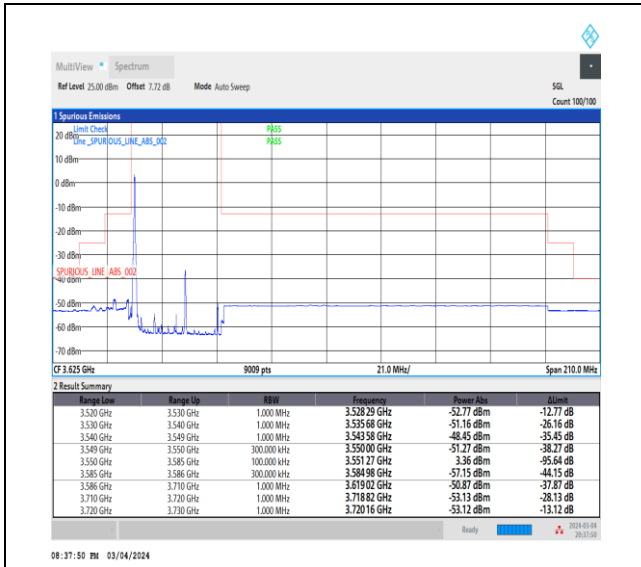 MultiView Spectrum
Ref Level 25.00 dBm Offset 7.72 dB Mode Auto Sweep SGL
Count 100/100
1 Spurious Emissions
Limit Check PASS
20 dBm
Line _SPURIOUS_LINE_ABS_002 PASS
10 dBm
0 dBm
-10 dBm
-20 dBm
-30 dBm
SPURIOUS_LINE_ABS_002
-40 dBm
-50 dBm
-60 dBm
-70 dBm
CF 3.625 GHz 9009 pts 21.0 MHz/ Span 210.0 MHz
2 Result Summary
Range Low Range Up RBW Frequency Power Abs ΔLimit
3.520 GHz 3.530 GHz 1.000 MHz 3.52829 GHz -52.77 dBm -12.77 dB
3.530 GHz 3.540 GHz 1.000 MHz 3.53568 GHz -51.16 dBm -26.16 dB
3.540 GHz 3.549 GHz 1.000 MHz 3.54358 GHz -48.45 dBm -35.45 dB
3.549 GHz 3.550 GHz 300.000 kHz 3.55000 GHz -51.27 dBm -38.27 dB
3.550 GHz 3.585 GHz 100.000 kHz 3.55127 GHz 3.36 dBm -95.64 dB
3.585 GHz 3.586 GHz 300.000 kHz 3.58498 GHz -57.15 dBm -44.15 dB
3.586 GHz 3.710 GHz 1.000 MHz 3.61902 GHz -50.87 dBm -37.87 dB
3.710 GHz 3.720 GHz 1.000 MHz 3.71882 GHz -53.13 dBm -28.13 dB
3.720 GHz 3.730 GHz 1.000 MHz 3.72016 GHz -53.12 dBm -13.12 dB
Ready 2024-03-04
20:37:50
08:37:50 PM 03/04/2024